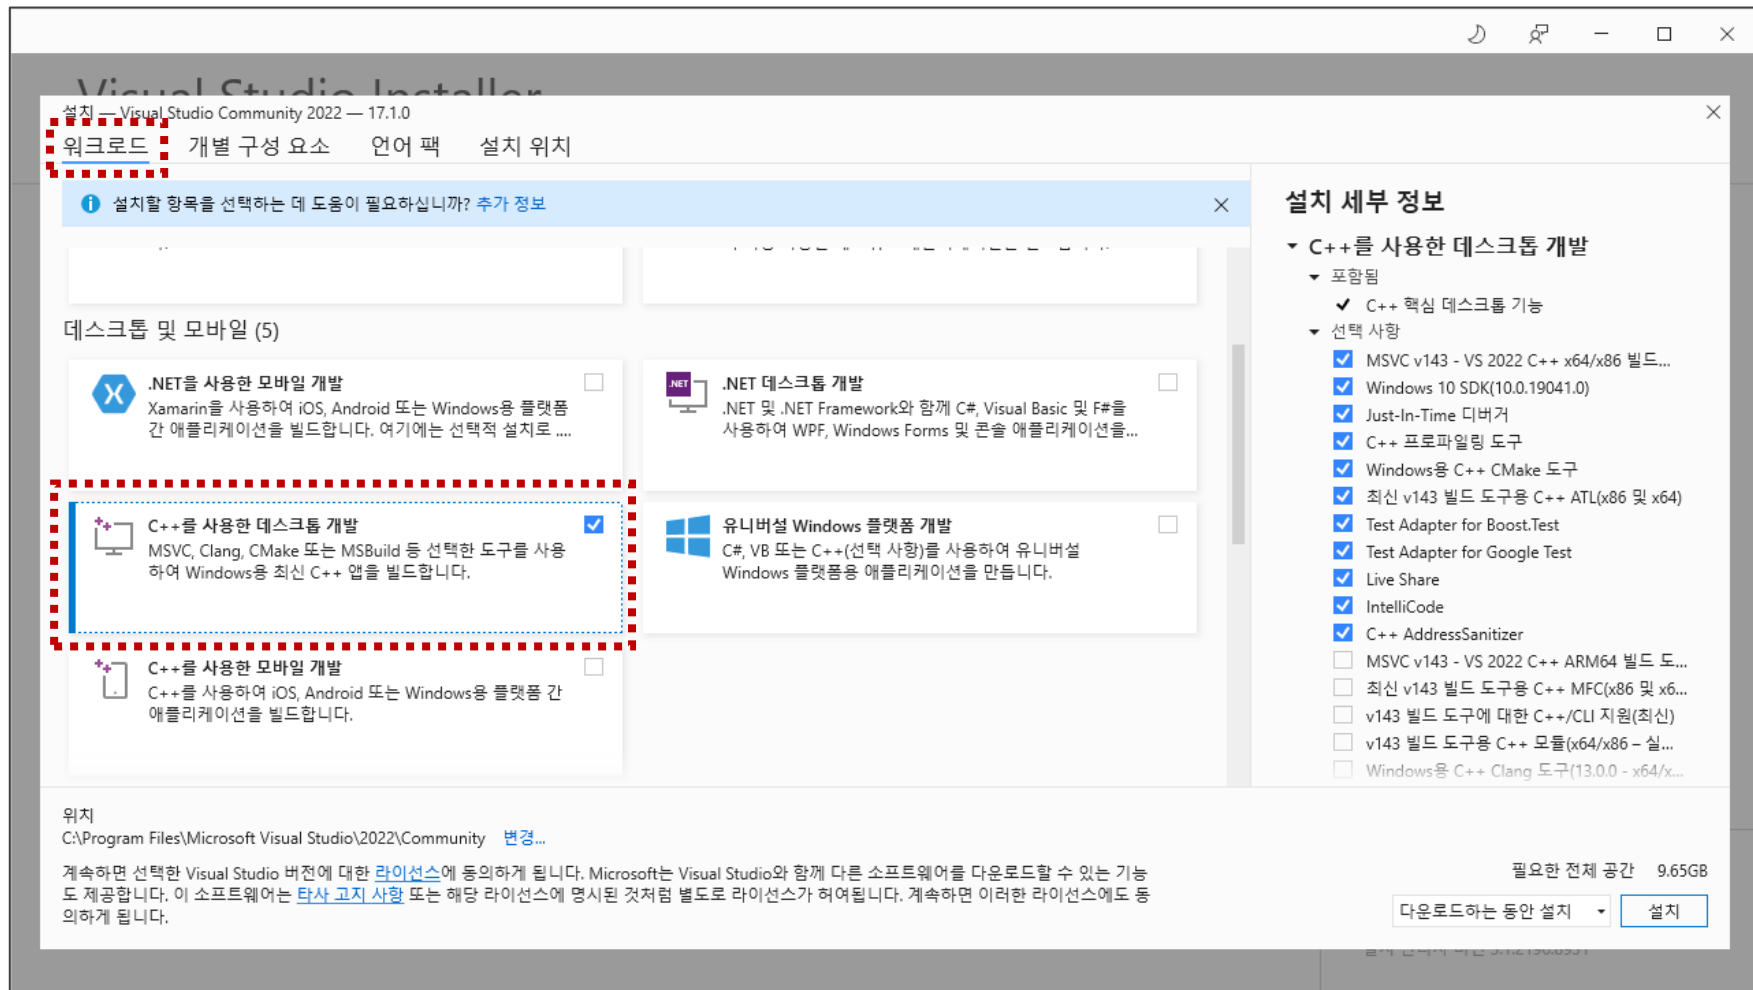 Visual Studio Installer
설치 — Visual Studio Community 2022 — 17.1.0
워크로드 개별 구성 요소 언어 팩 설치 위치
설치할 항목을 선택하는 데 도움이 필요하십니까? 추가 정보
데스크톱 및 모바일 (5)
.NET을 사용한 모바일 개발
Xamarin을 사용하여 iOS, Android 또는 Windows용 플랫폼
간 애플리케이션을 빌드합니다. 여기에는 선택적 설치로 ....
.NET
.NET 데스크톱 개발
.NET 및 .NET Framework와 함께 C#, Visual Basic 및 F#을
사용하여 WPF, Windows Forms 및 콘솔 애플리케이션을...
C++를 사용한 데스크톱 개발
MSVC, Clang, CMake 또는 MSBuild 등 선택한 도구를 사용
하여 Windows용 최신 C++ 앱을 빌드합니다.
유니버설 Windows 플랫폼 개발
C#, VB 또는 C++(선택 사항)를 사용하여 유니버설
Windows 플랫폼용 애플리케이션을 만듭니다.
C++를 사용한 모바일 개발
C++를 사용하여 iOS, Android 또는 Windows용 플랫폼 간
애플리케이션을 빌드합니다.
설치 세부 정보
C++를 사용한 데스크톱 개발
포함됨
C++ 핵심 데스크톱 기능
선택 사항
MSVC v143 - VS 2022 C++ x64/x86 빌드...
Windows 10 SDK(10.0.19041.0)
Just-In-Time 디버거
C++ 프로파일링 도구
Windows용 C++ CMake 도구
최신 v143 빌드 도구용 C++ ATL(x86 및 x64)
Test Adapter for Boost.Test
Test Adapter for Google Test
Live Share
IntelliCode
C++ AddressSanitizer
MSVC v143 - VS 2022 C++ ARM64 빌드 도...
최신 v143 빌드 도구용 C++ MFC(x86 및 x6...
v143 빌드 도구에 대한 C++/CLI 지원(최신)
v143 빌드 도구용 C++ 모듈(x64/x86 – 실...
Windows용 C++ Clang 도구(13.0.0 - x64/x...
위치
C:\Program Files\Microsoft Visual Studio\2022\Community 변경...
계속하면 선택한 Visual Studio 버전에 대한 라이선스에 동의하게 됩니다. Microsoft는 Visual Studio와 함께 다른 소프트웨어를 다운로드할 수 있는 기능
도 제공합니다. 이 소프트웨어는 타사 고지 사항 또는 해당 라이선스에 명시된 것처럼 별도로 라이선스가 허여됩니다. 계속하면 이러한 라이선스에도 동
의하게 됩니다.
필요한 전체 공간 9.65GB
다운로드하는 동안 설치 설치